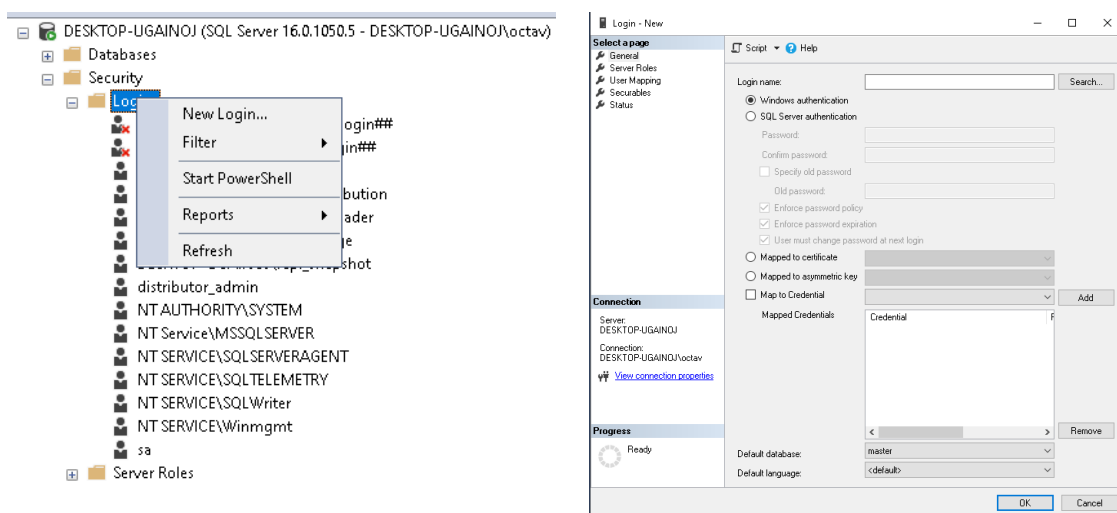 DESKTOP-UGAINOJ (SQL Server 16.0.1050.5 - DESKTOP-UGAINOJ\octav)
Databases
Security
New Login...
Filter
Start PowerShell
Reports
Refresh
ogin##
gin##
bution
ader
distributor_admin
NT AUTHORITY\SYSTEM
NT Service\MSSQLSERVER
NT SERVICE\SQLSERVERAGENT
NT SERVICE\SQLTELEMETRY
NT SERVICE\SQLWriter
NT SERVICE\Winmgmt
sa
Server Roles
Login - New
Select a page
General
Server Roles
User Mapping
Securables
Status
Connection
Server:
DESKTOP-UGAINOJ
Connection:
DESKTOP-UGAINOJ\octav
View connection properties
Progress
Ready
Script Help
Login name: Search...
Windows authentication
SQL Server authentication
Password:
Confirm password:
Specify old password
Old password:
Enforce password policy
Enforce password expiration
User must change password at next login
Mapped to certificate
Mapped to asymmetric key
Map to Credential Add
Mapped Credentials Credential
Remove
Default database: master
Default language: <default>
OK Cancel